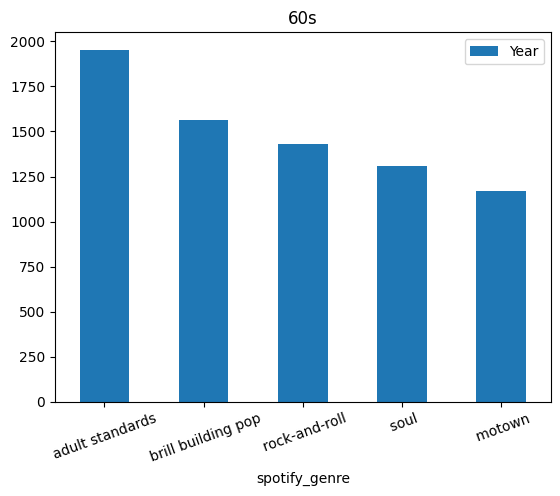 60s
Year
2000
1750
1500
1250
1000
750
500
250
0
adult standards
brill building pop
rock-and-roll
soul
motown
spotify_genre